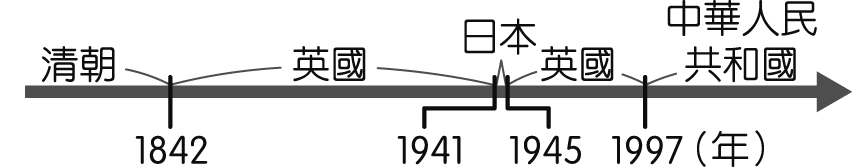 清朝
英國
日本
英國
中華人民
共和國
1842
1941
1945
1997 (年)